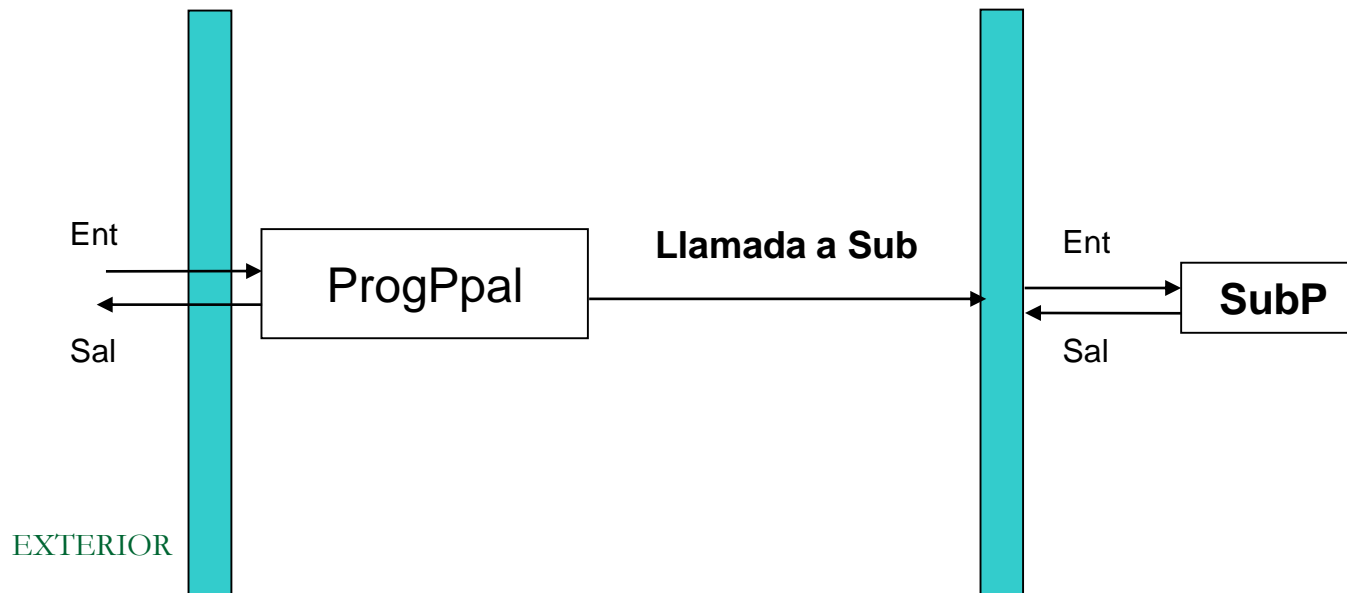 Ent
ProgPpal
Sal
Llamada a Sub
Ent
SubP
Sal
EXTERIOR